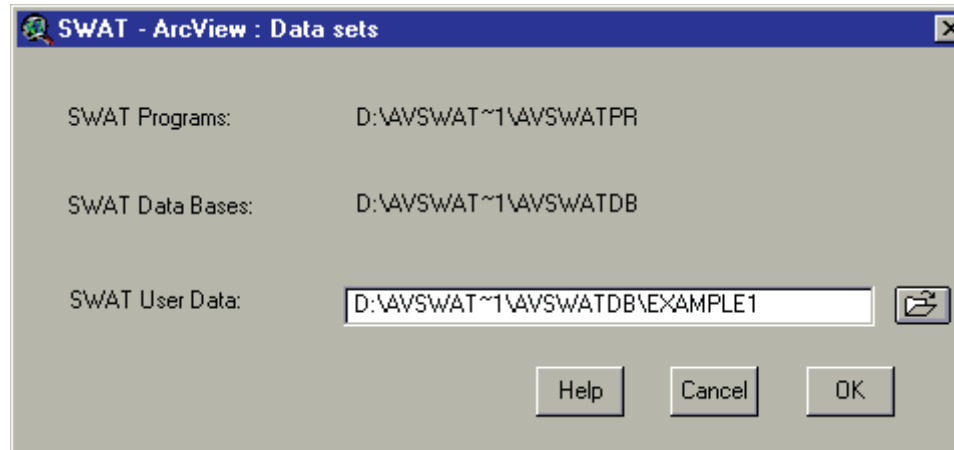 SWAT - ArcView : Data sets
SWAT Programs: D:\AVSWAT~1\AVSWATPR
SWAT Data Bases: D:\AVSWAT~1\AVSWATDB
SWAT User Data: D:\AVSWAT~1\AVSWATDB\EXAMPLE1
Help Cancel OK